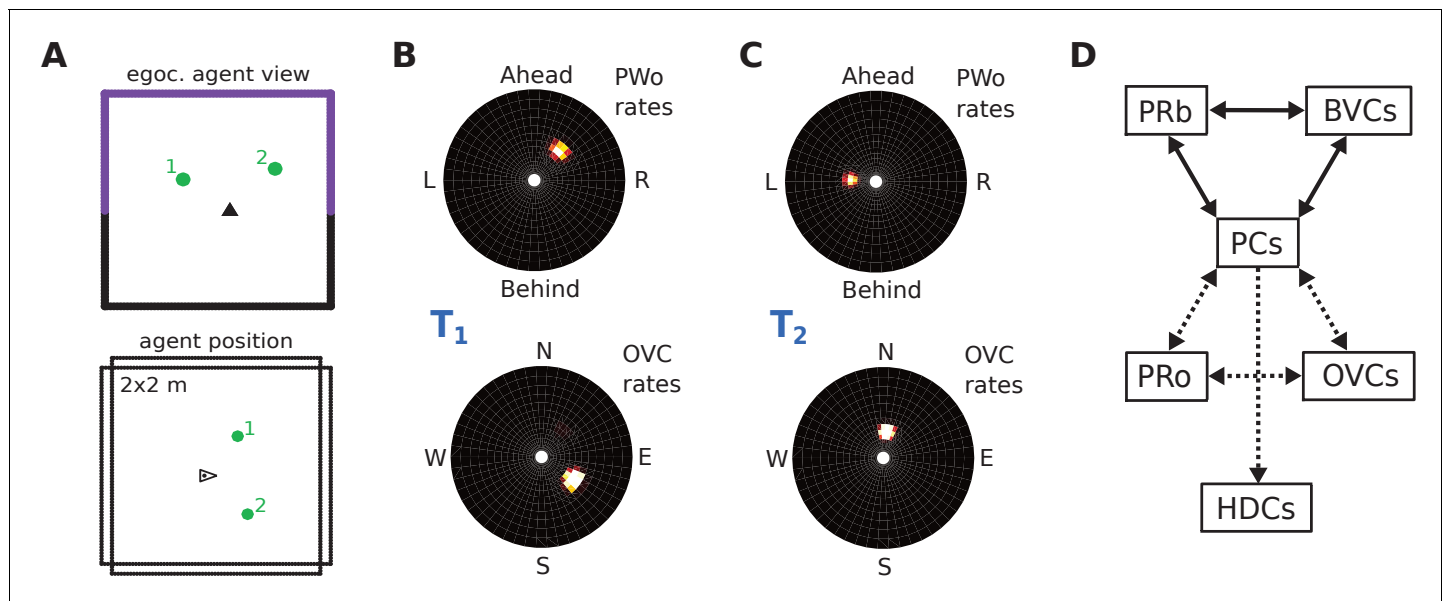 A
egoc. agent view
1
2
agent position
2x2 m
1
2
B
Ahead
PWo
rates
L
R
Behind
T1
N
OVC
rates
W
E
S
C
Ahead
PWo
rates
L
R
Behind
T2
N
OVC
rates
W
E
S
D
PRb
BVCs
PCs
PRo
OVCs
HDCs